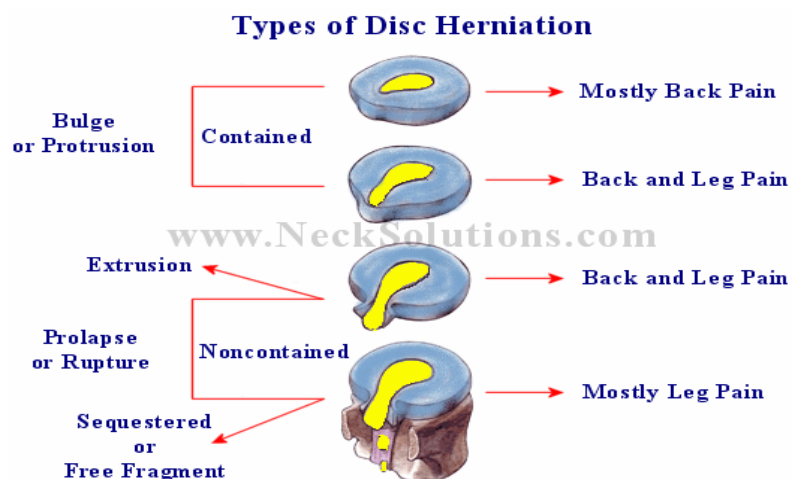 Types of Disc Herniation
Mostly Back Pain
Bulge
or Protrusion
Contained
Back and Leg Pain
www.NeckSolutions.com
Extrusion
Back and Leg Pain
Prolapse
or Rupture
Noncontained
Mostly Leg Pain
Sequestered
or
Free Fragment